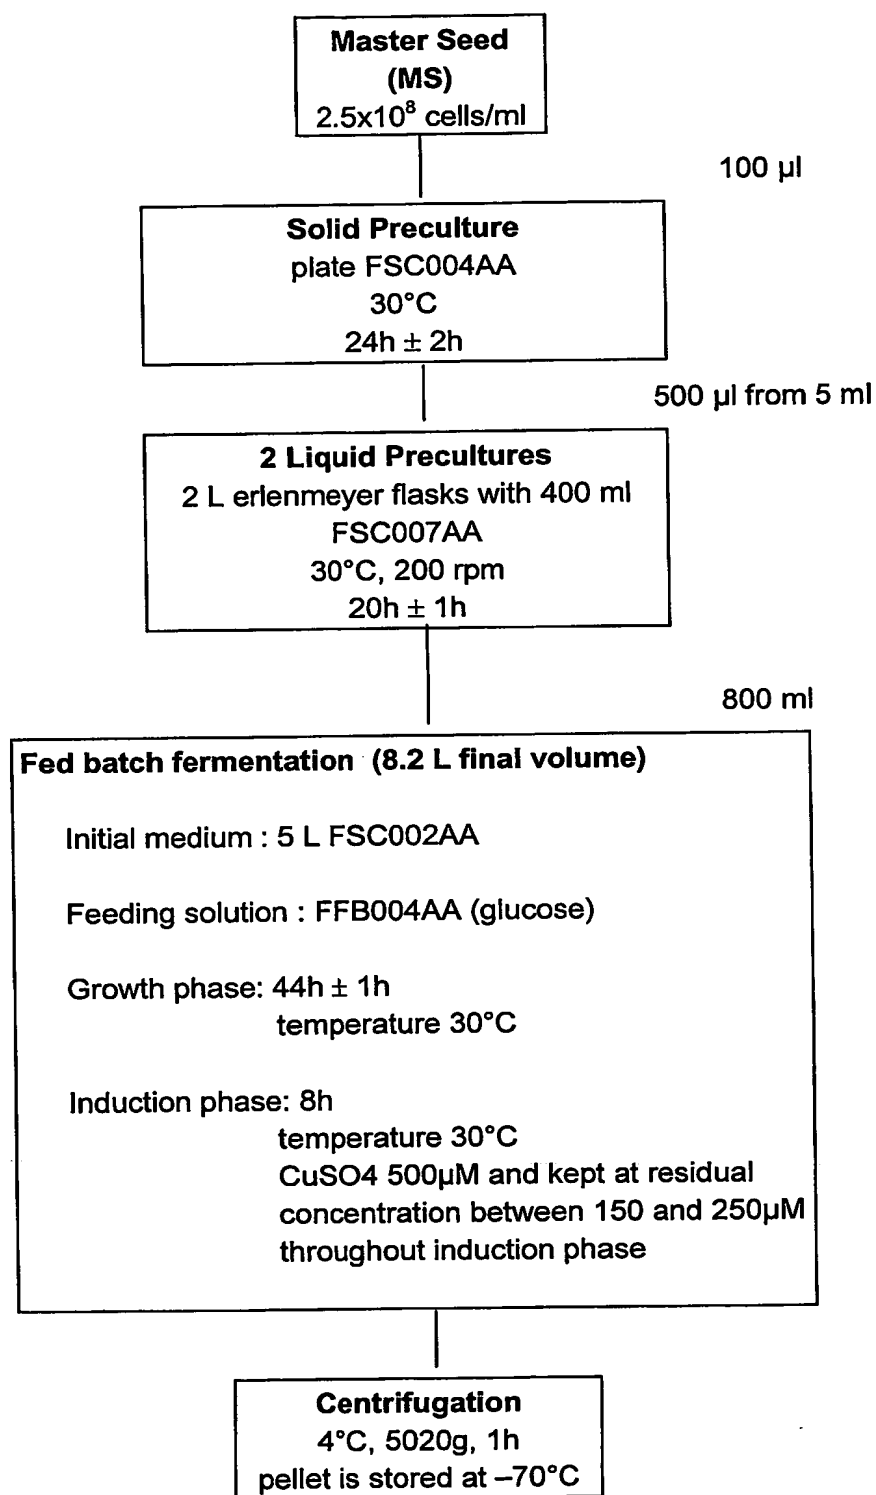 Master Seed
(MS)
2.5x10⁸ cells/ml
100 µl
Solid Preculture
plate FSC004AA
30°C
24h ± 2h
500 µl from 5 ml
2 Liquid Precultures
2 L erlenmeyer flasks with 400 ml
FSC007AA
30°C, 200 rpm
20h ± 1h
800 ml
Fed batch fermentation (8.2 L final volume)
Initial medium : 5 L FSC002AA
Feeding solution : FFB004AA (glucose)
Growth phase: 44h ± 1h
temperature 30°C
Induction phase: 8h
temperature 30°C
CuSO4 500µM and kept at residual
concentration between 150 and 250µM
throughout induction phase
Centrifugation
4°C, 5020g, 1h
pellet is stored at –70°C